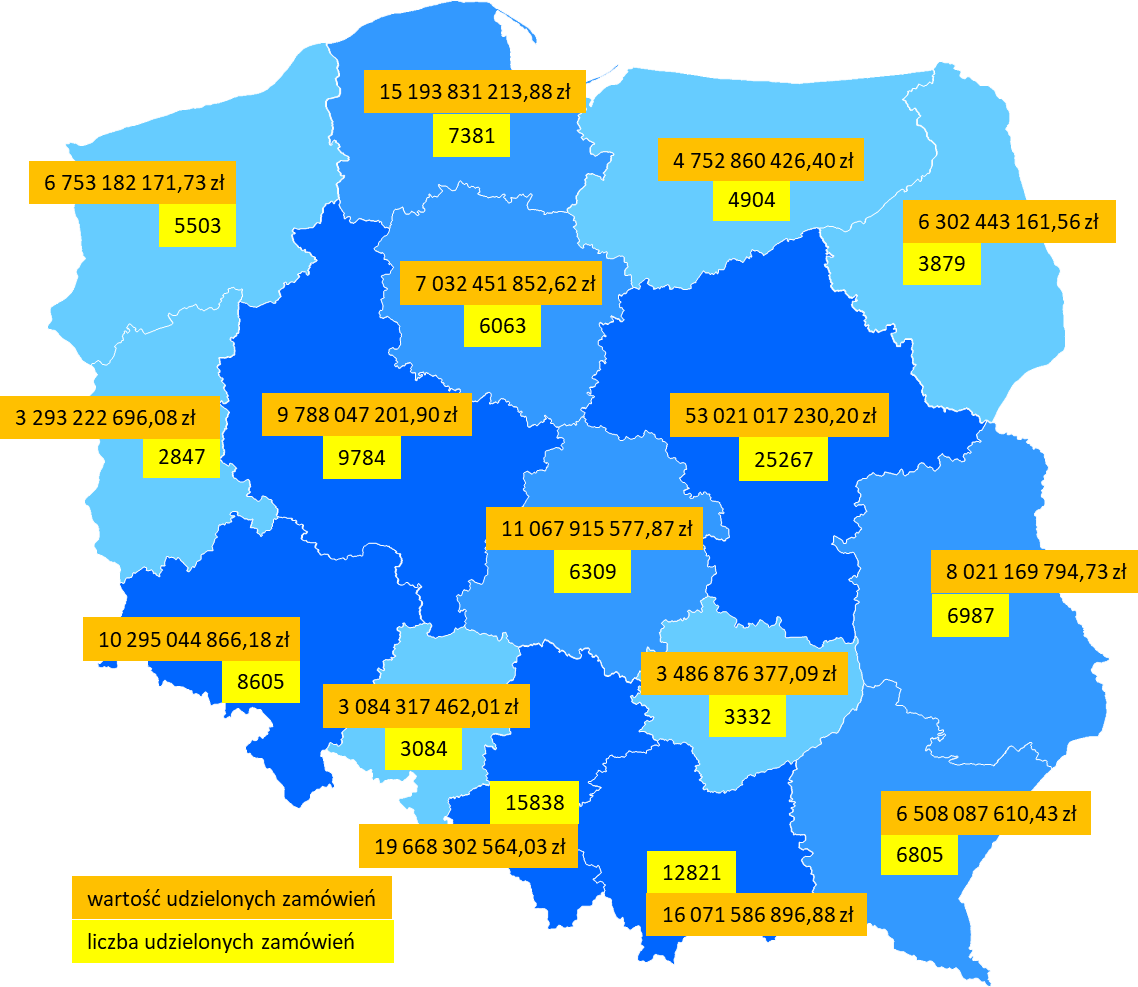 15 193 831 213,88 zł
7381
4 752 860 426,40 zł
4904
6 753 182 171,73 zł
5503
6 302 443 161,56 zł
3879
7 032 451 852,62 zł
6063
3 293 222 696,08 zł
2847
9 788 047 201,90 zł
9784
53 021 017 230,20 zł
25267
11 067 915 577,87 zł
6309
8 021 169 794,73 zł
6987
10 295 044 866,18 zł
8605
3 486 876 377,09 zł
3332
3 084 317 462,01 zł
3084
15838
19 668 302 564,03 zł
6 508 087 610,43 zł
6805
12821
16 071 586 896,88 zł
wartość udzielonych zamówień
liczba udzielonych zamówień